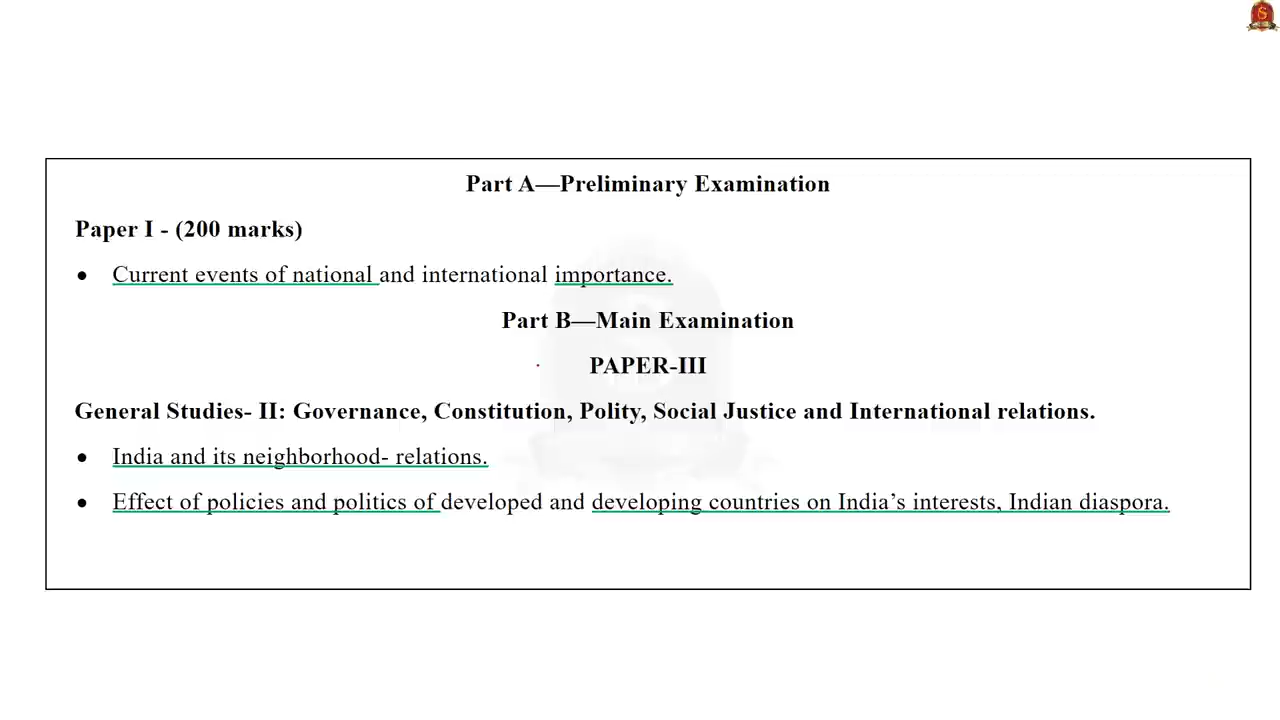 Part A—Preliminary Examination
Paper I - (200 marks)
● Current events of national and international importance.
Part B—Main Examination
PAPER-III
General Studies- II: Governance, Constitution, Polity, Social Justice and International relations.
● India and its neighborhood- relations.
● Effect of policies and politics of developed and developing countries on India’s interests, Indian diaspora.